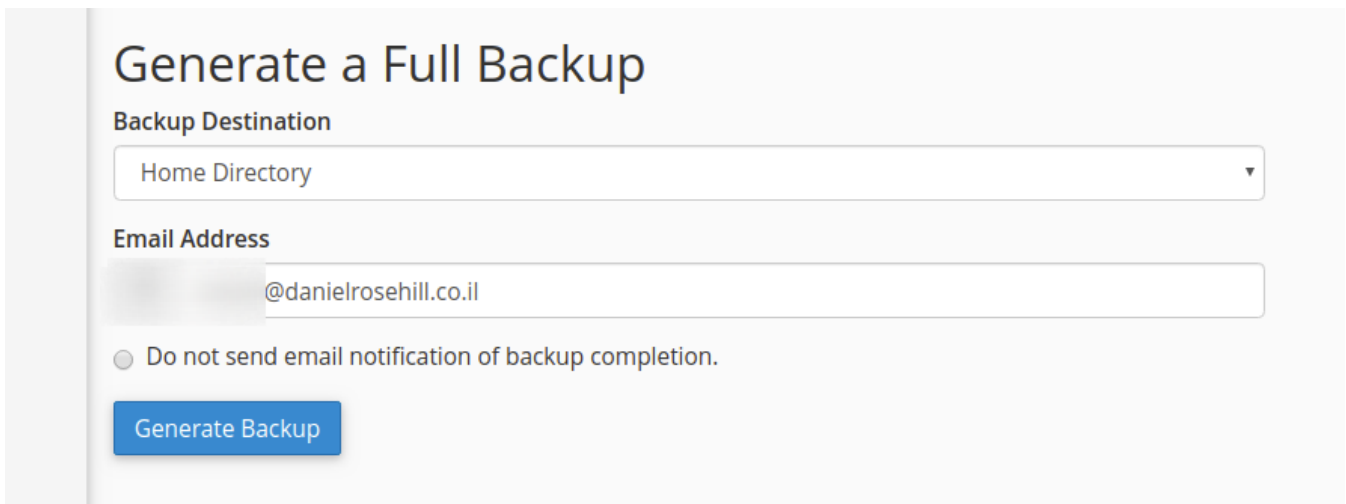 Generate a Full Backup
Backup Destination
Home Directory
Email Address
@danielrosehill.co.il
Do not send email notification of backup completion.
Generate Backup